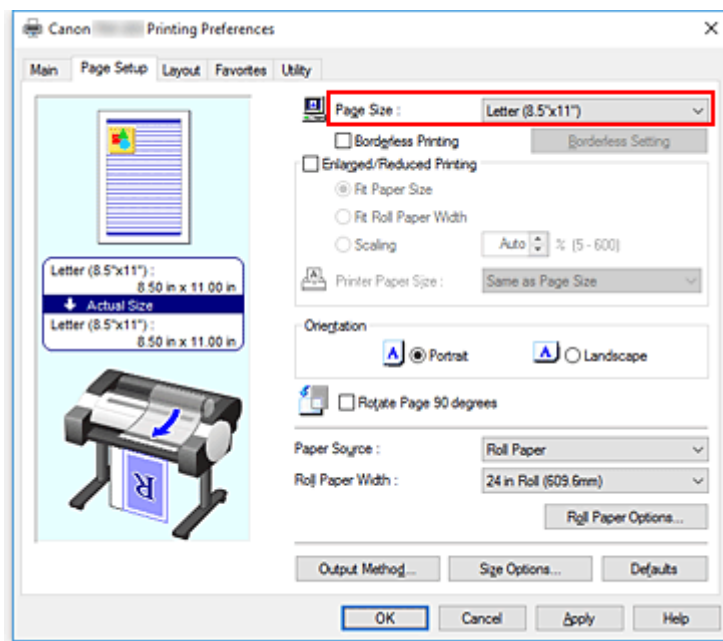 Canon Printing Preferences
Main Page Setup Layout Favorites Utility
Page Size : Letter (8.5"x11")
Borderless Printing Borderless Setting
Enlarged/Reduced Printing
Fit Paper Size
Fit Roll Paper Width
Scaling Auto % (5 - 600)
Printer Paper Size : Same as Page Size
Letter (8.5"x11") :
8.50 in x 11.00 in
Actual Size
Letter (8.5"x11") :
8.50 in x 11.00 in
Orientation
A Portrait A Landscape
Rotate Page 90 degrees
R
Paper Source : Roll Paper
Roll Paper Width : 24 in Roll (609.6mm)
Roll Paper Options...
Output Method... Size Options... Defaults
OK Cancel Apply Help